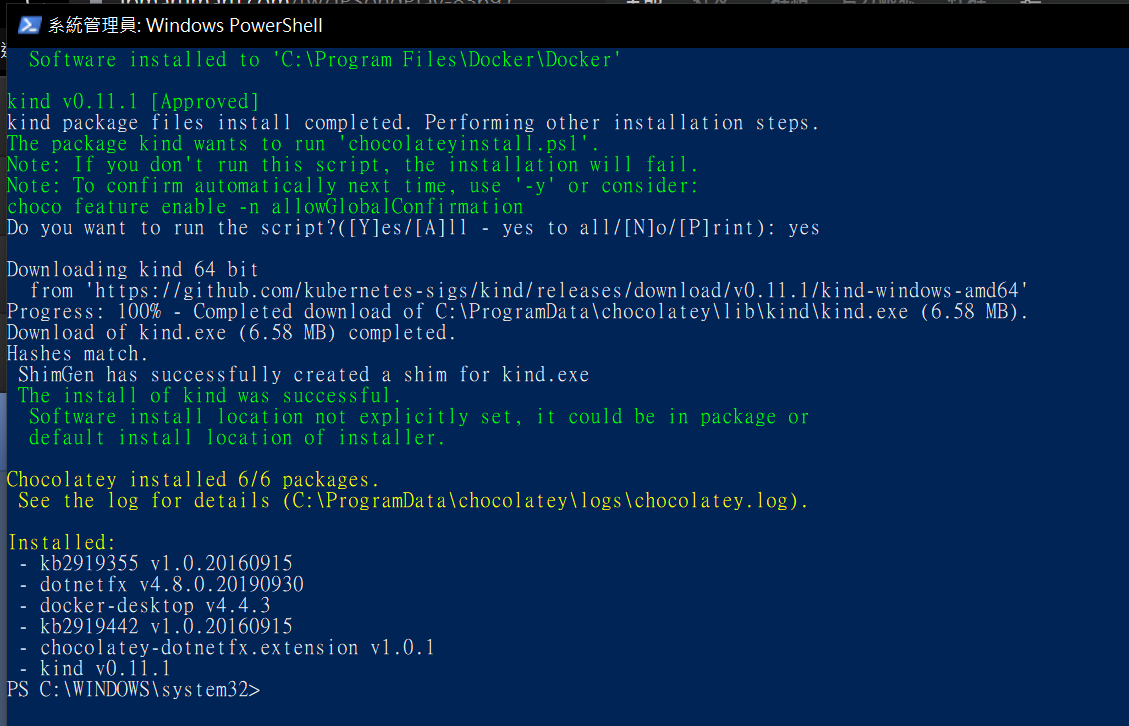 系統管理員: Windows PowerShell
Software installed to 'C:\Program Files\Docker\Docker'
kind v0.11.1 [Approved]
kind package files install completed. Performing other installation steps.
The package kind wants to run 'chocolateyinstall.ps1'.
Note: If you don't run this script, the installation will fail.
Note: To confirm automatically next time, use '-y' or consider:
choco feature enable -n allowGlobalConfirmation
Do you want to run the script?([Y]es/[A]ll - yes to all/[N]o/[P]rint): yes
Downloading kind 64 bit
from 'https://github.com/kubernetes-sigs/kind/releases/download/v0.11.1/kind-windows-amd64'
Progress: 100% - Completed download of C:\ProgramData\chocolatey\lib\kind\kind.exe (6.58 MB).
Download of kind.exe (6.58 MB) completed.
Hashes match.
ShimGen has successfully created a shim for kind.exe
The install of kind was successful.
Software install location not explicitly set, it could be in package or
default install location of installer.
Chocolatey installed 6/6 packages.
See the log for details (C:\ProgramData\chocolatey\logs\chocolatey.log).
Installed:
- kb2919355 v1.0.20160915
- dotnetfx v4.8.0.20190930
- docker-desktop v4.4.3
- kb2919442 v1.0.20160915
- chocolatey-dotnetfx.extension v1.0.1
- kind v0.11.1
PS C:\WINDOWS\system32>